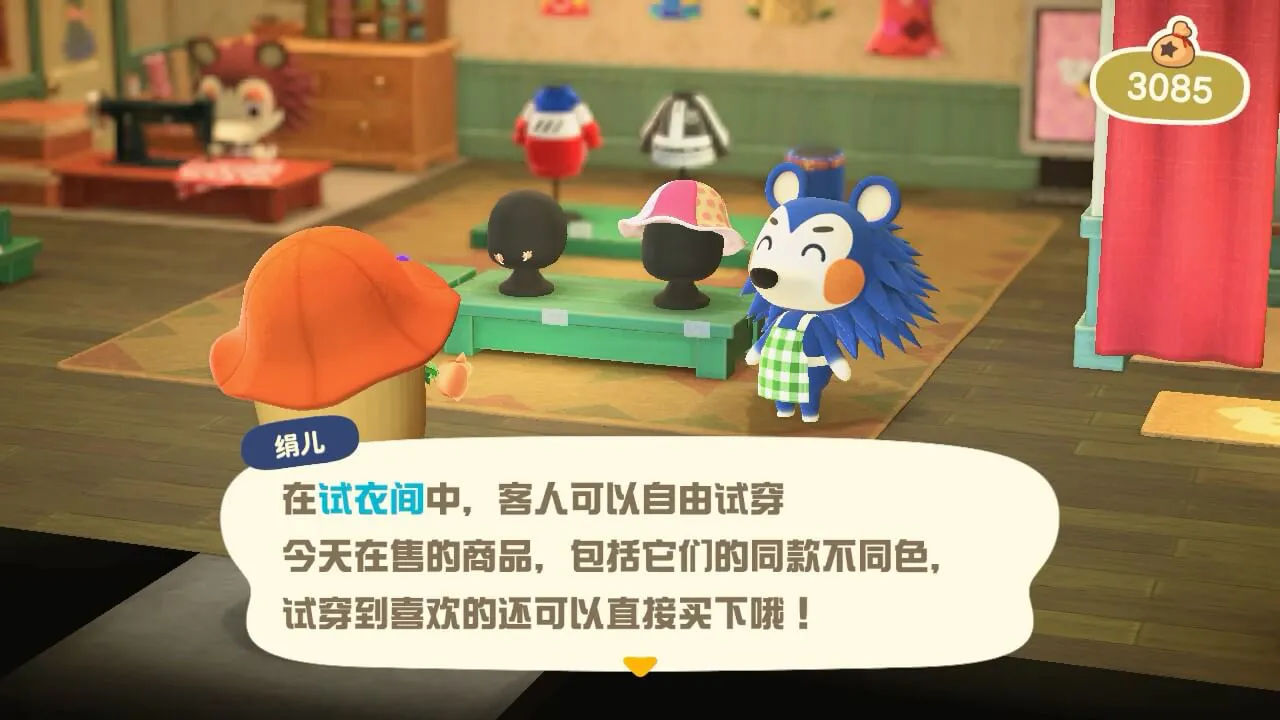 3085
绢儿
在试衣间中，客人可以自由试穿
今天在售的商品，包括它们的同款不同色，
试穿到喜欢的还可以直接买下哦！